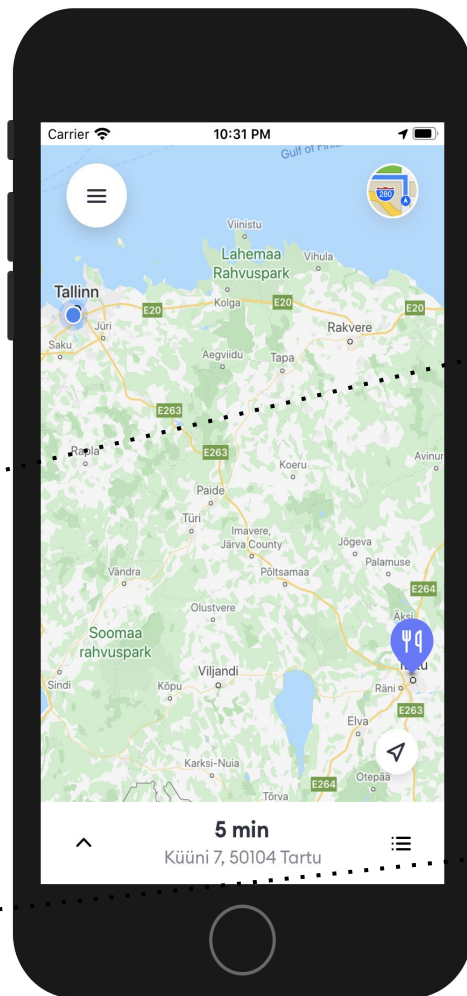 Carrier
10:31 PM
Gulf of
280
Viinistu
Lahemaa
Rahvuspark
Vihula
Tallinn
E20
Kolga
E20
E20
Jüri
Rakvere
Saku
Aegviidu
Tapa
E263
Rapla
E263
Koeru
Avinur
Paide
Türi
Imavere,
Järva County
Jõgeva
Palamuse
Vändra
Põltsamaa
E264
Olustvere
Äksi
Soomaa
rahvuspark
Viljandi
Sindi
Kõpu
Räni
E263
Elva
Karksi-Nuia
Otepää
E264
Tõrva
5 min
Küüni 7, 50104 Tartu